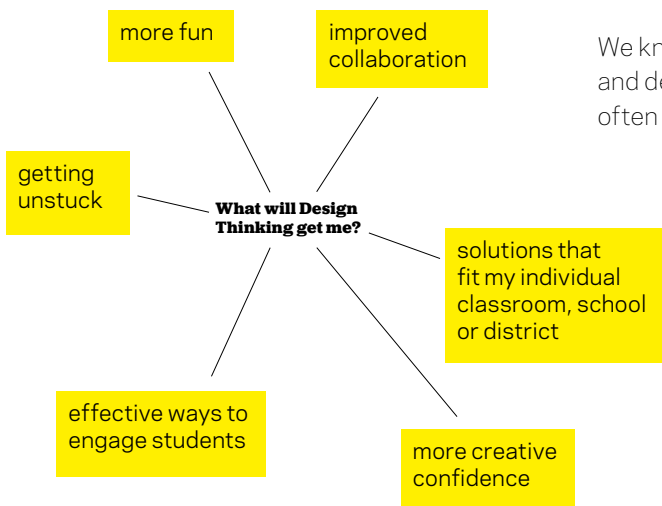 more fun
improved
collaboration
We kn
and de
often
getting
unstuck
What will Design
Thinking get me?
solutions that
fit my individual
classroom, school
or district
effective ways to
engage students
more creative
confidence